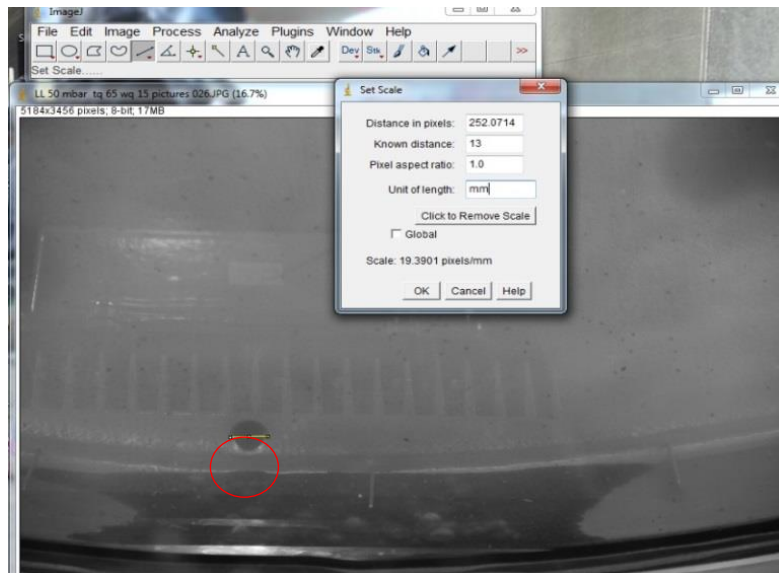 ImageJ
File Edit Image Process Analyze Plugins Window Help
A Dev Stk >>
Set Scale......
LL 50 mbar tq 65 wq 15 pictures 026.JPG (16.7%)
5184x3456 pixels; 8-bit; 17MB
Set Scale
Distance in pixels: 252.0714
Known distance: 13
Pixel aspect ratio: 1.0
Unit of length: mm
Click to Remove Scale
Global
Scale: 19.3901 pixels/mm
OK Cancel Help